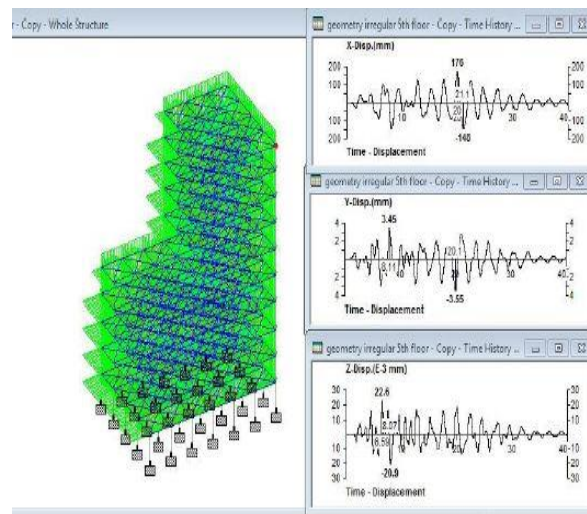 r - Copy - Whole Structure
geometry irregular 5th floor - Copy - Time History ...
X-Disp.(mm)
176
200 200
100 100
21.1
20
10 30 40
100 100
200 -140 200
Time - Displacement
geometry irregular 5th floor - Copy - Time History ...
Y-Disp.(mm)
3.45
4 4
2 2
20.1
8.11
10 20 30 40
2 2
4 -3.55 4
Time - Displacement
geometry irregular 5th floor - Copy - Time History ...
Z-Disp.(E-3 mm)
30 22.6 30
20 20
10 8.07 10
6.59
10 20 30 40
10 10
20 -20.9 20
30 30
Time - Displacement